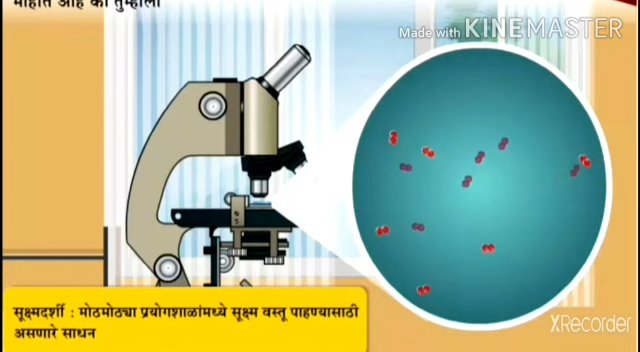 माहीत आहे का तुम्हाला
Made with KINEMASTER
XRecorder
सूक्ष्मदर्शी : मोठमोठ्या प्रयोगशाळांमध्ये सूक्ष्म वस्तू पाहण्यासाठी
असणारे साधन